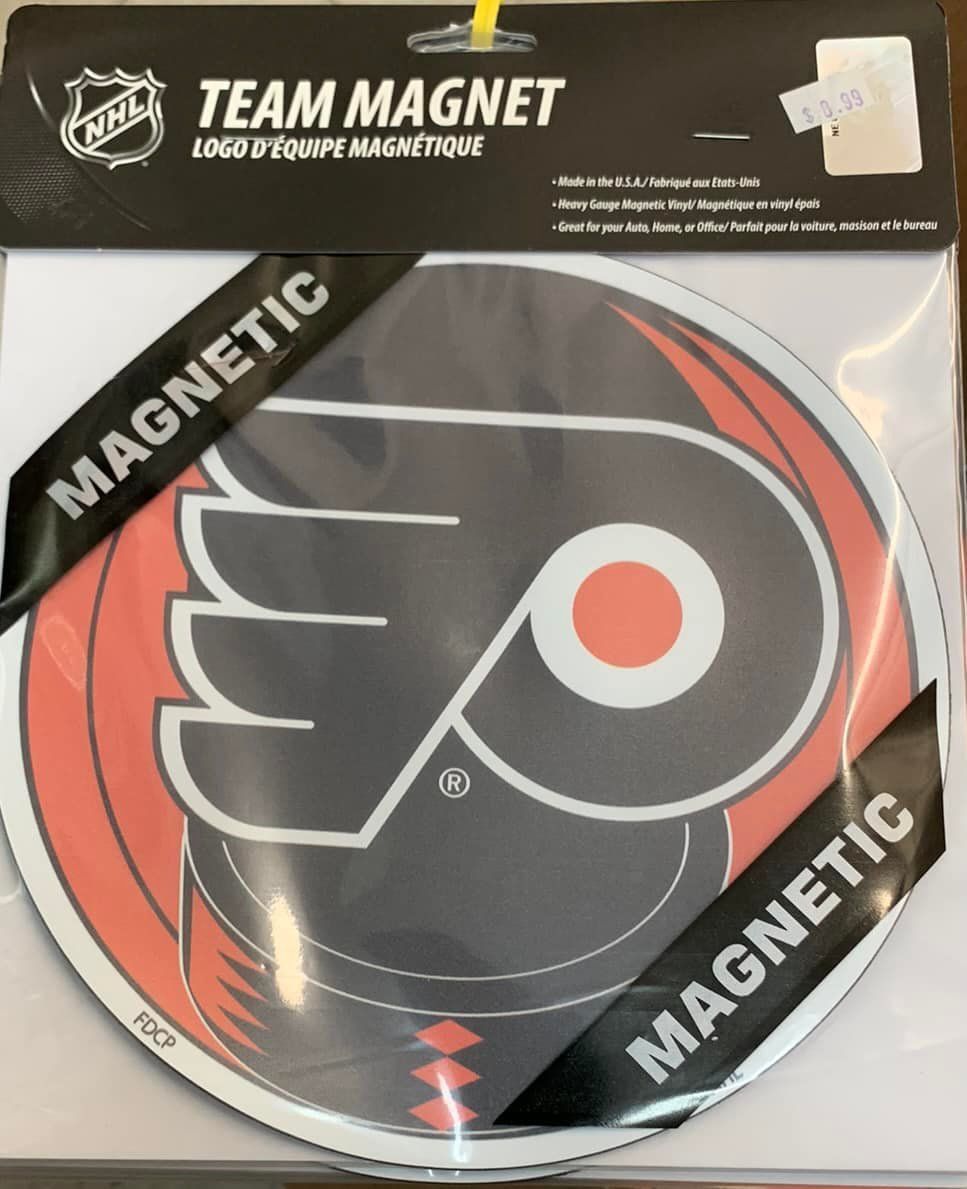 NHL
TEAM MAGNET
LOGO D'ÉQUIPE MAGNÉTIQUE
$ 0.99
• Made in the U.S.A./ Fabriqué aux Etats-Unis
• Heavy Gauge Magnetic Vinyl/ Magnétique en vinyl épais
• Great for your Auto, Home, or Office/ Parfait pour la voiture, masison et le bureau
MAGNETIC
®
MAGNETIC
FDCP